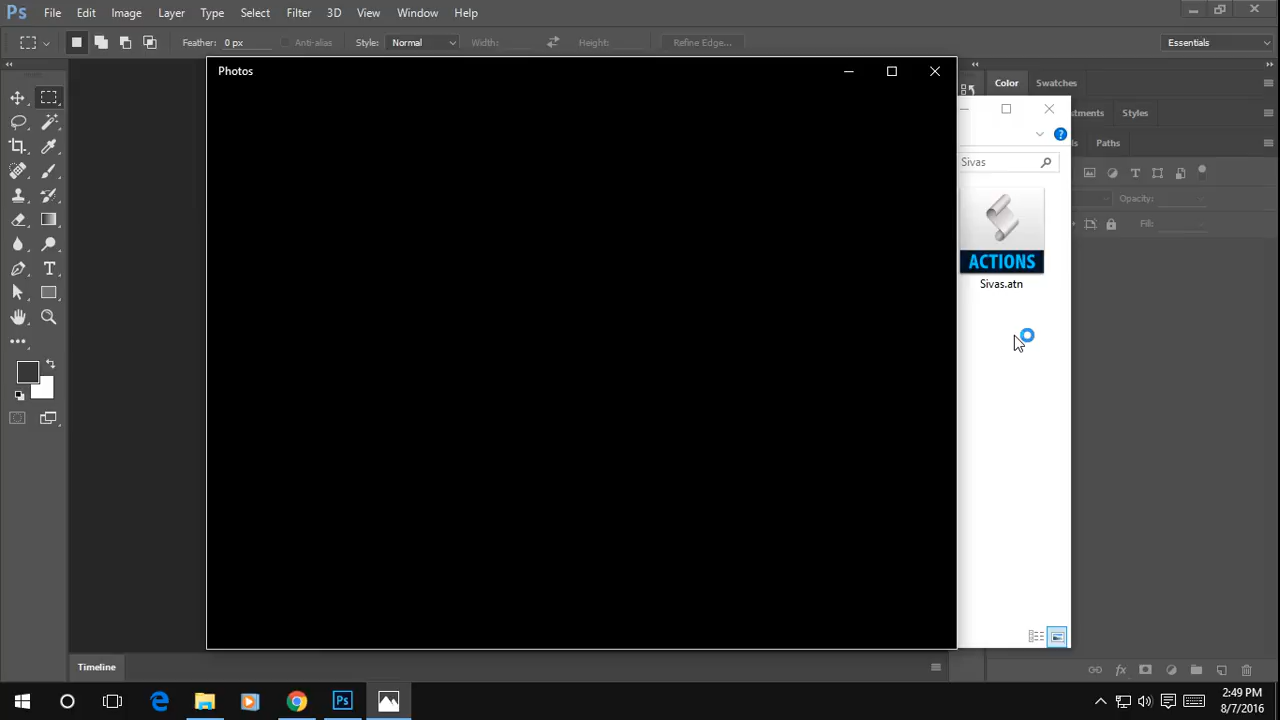 Ps File Edit Image Layer Type Select Filter 3D View Window Help
Feather: 0 px Anti-alias Style: Normal Width: Height: Refine Edge... Essentials
Photos
Color Swatches
Styles
Paths
Sivas
Opacity:
Fill:
ACTIONS
Sivas.atn
Timeline
Ps
2:49 PM
8/7/2016